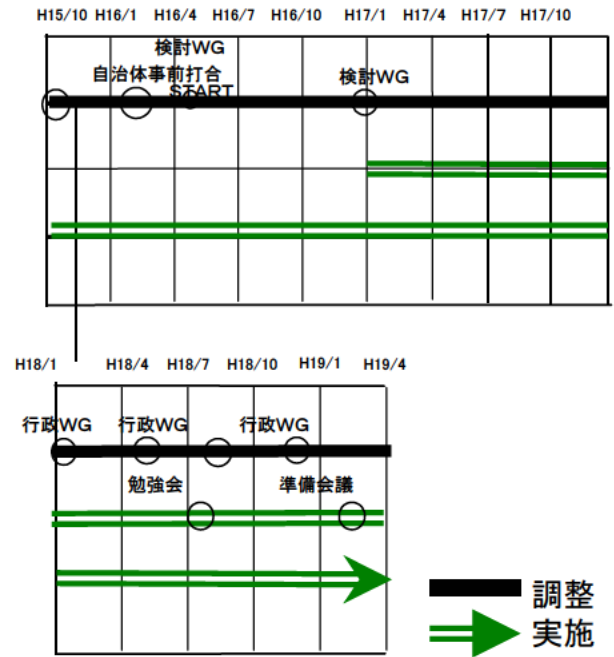 H15/10 H16/1 H16/4 H16/7 H16/10 H17/1 H17/4 H17/7 H17/10
検討WG
自治体事前打合
検討WG
START
H18/1 H18/4 H18/7 H18/10 H19/1 H19/4
行政WG 行政WG 行政WG
勉強会 準備会議
調整
実施